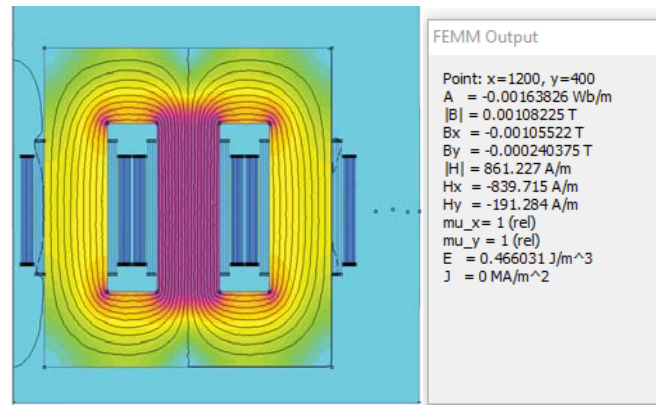 FEMM Output
Point: x=1200, y=400
A = -0.00163826 Wb/m
|B| = 0.00108225 T
Bx = -0.00105522 T
By = -0.000240375 T
|H| = 861.227 A/m
Hx = -839.715 A/m
Hy = -191.284 A/m
mu_x= 1 (rel)
mu_y = 1 (rel)
E = 0.466031 J/m^3
J = 0 MA/m^2